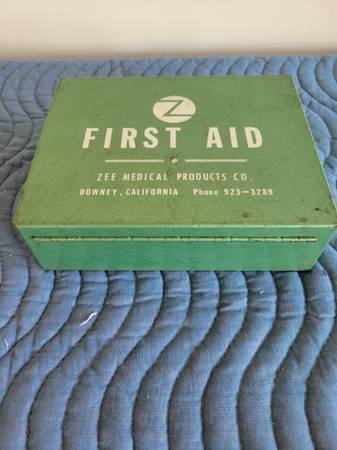 Z
FIRST AID
ZEE MEDICAL PRODUCTS CO.
DOWNEY, CALIFORNIA Phone 923-3289